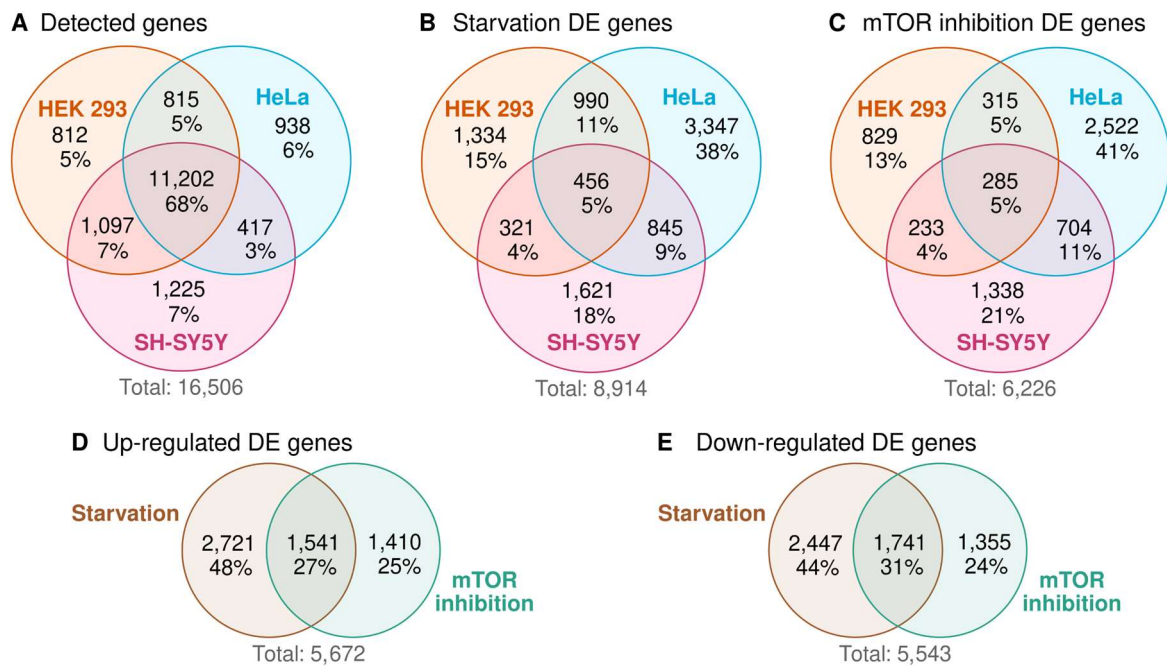 A Detected genes
HEK 293
812
5%
815
5%
HeLa
938
6%
11,202
68%
1,097
7%
417
3%
1,225
7%
SH-SY5Y
Total: 16,506
B Starvation DE genes
HEK 293
1,334
15%
990
11%
HeLa
3,347
38%
456
5%
321
4%
845
9%
1,621
18%
SH-SY5Y
Total: 8,914
C mTOR inhibition DE genes
HEK 293
829
13%
315
5%
HeLa
2,522
41%
285
5%
233
4%
704
11%
1,338
21%
SH-SY5Y
Total: 6,226
D Up-regulated DE genes
Starvation
2,721
48%
1,541
27%
1,410
25%
mTOR
inhibition
Total: 5,672
E Down-regulated DE genes
Starvation
2,447
44%
1,741
31%
1,355
24%
mTOR
inhibition
Total: 5,543